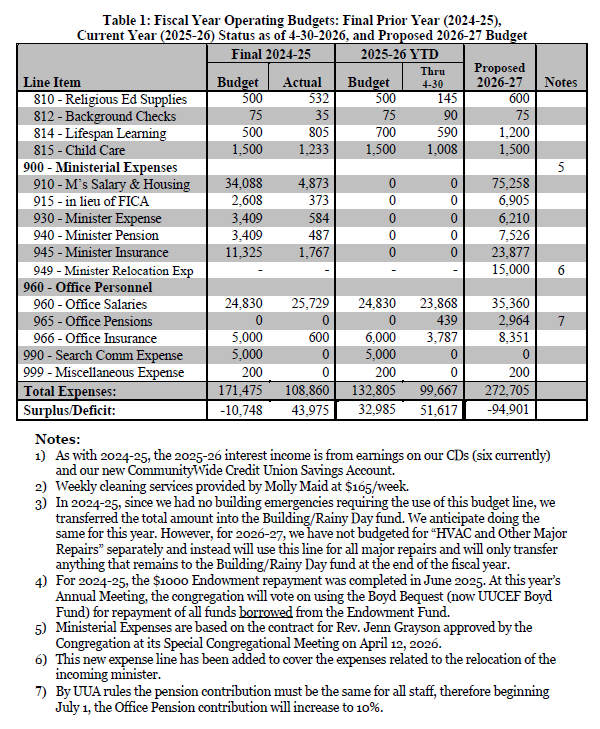 Table 1: Fiscal Year Operating Budgets: Final Prior Year (2024-25),
Current Year (2025-26) Status as of 4-30-2026, and Proposed 2026-27 Budget
Final 2024-25 2025-26 YTD
Line Item Budget Actual Budget Thru 4-30 Proposed 2026-27 Notes
810 - Religious Ed Supplies 500 532 500 145 600
812 - Background Checks 75 35 75 90 75
814 - Lifespan Learning 500 805 700 590 1,200
815 - Child Care 1,500 1,233 1,500 1,008 1,500
900 - Ministerial Expenses 5
910 - M's Salary & Housing 34,088 4,873 0 0 75,258
915 - in lieu of FICA 2,608 373 0 0 6,905
930 - Minister Expense 3,409 584 0 0 6,210
940 - Minister Pension 3,409 487 0 0 7,526
945 - Minister Insurance 11,325 1,767 0 0 23,877
949 - Minister Relocation Exp - - - - 15,000 6
960 - Office Personnel
960 - Office Salaries 24,830 25,729 24,830 23,868 35,360
965 - Office Pensions 0 0 0 439 2,964 7
966 - Office Insurance 5,000 600 6,000 3,787 8,351
990 - Search Comm Expense 5,000 0 5,000 0 0
999 - Miscellaneous Expense 200 0 200 0 200
Total Expenses: 171,475 108,860 132,805 99,667 272,705
Surplus/Deficit: -10,748 43,975 32,985 51,617 -94,901
Notes:
1) As with 2024-25, the 2025-26 interest income is from earnings on our CDs (six currently)
and our new CommunityWide Credit Union Savings Account.
2) Weekly cleaning services provided by Molly Maid at $165/week.
3) In 2024-25, since we had no building emergencies requiring the use of this budget line, we
transferred the total amount into the Building/Rainy Day fund. We anticipate doing the
same for this year. However, for 2026-27, we have not budgeted for "HVAC and Other Major
Repairs" separately and instead will use this line for all major repairs and will only transfer
anything that remains to the Building/Rainy Day fund at the end of the fiscal year.
4) For 2024-25, the $1000 Endowment repayment was completed in June 2025. At this year's
Annual Meeting, the congregation will vote on using the Boyd Bequest (now UUCEF Boyd
Fund) for repayment of all funds borrowed from the Endowment Fund.
5) Ministerial Expenses are based on the contract for Rev. Jenn Grayson approved by the
Congregation at its Special Congregational Meeting on April 12, 2026.
6) This new expense line has been added to cover the expenses related to the relocation of the
incoming minister.
7) By UUA rules the pension contribution must be the same for all staff, therefore beginning
July 1, the Office Pension contribution will increase to 10%.